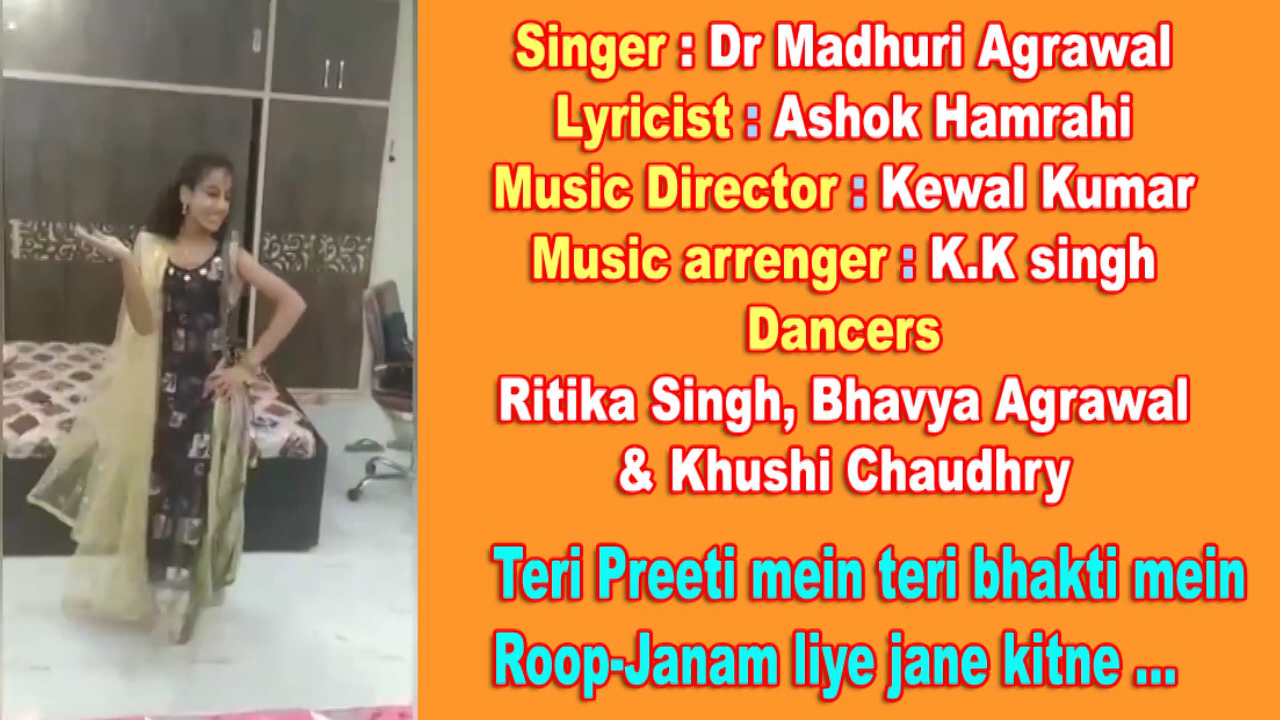 Singer : Dr Madhuri Agrawal
Lyricist : Ashok Hamrahi
Music Director : Kewal Kumar
Music arrenger : K.K singh
Dancers
Ritika Singh, Bhavya Agrawal
& Khushi Chaudhry
Teri Preeti mein teri bhakti mein
Roop-Janam liye jane kitne ...